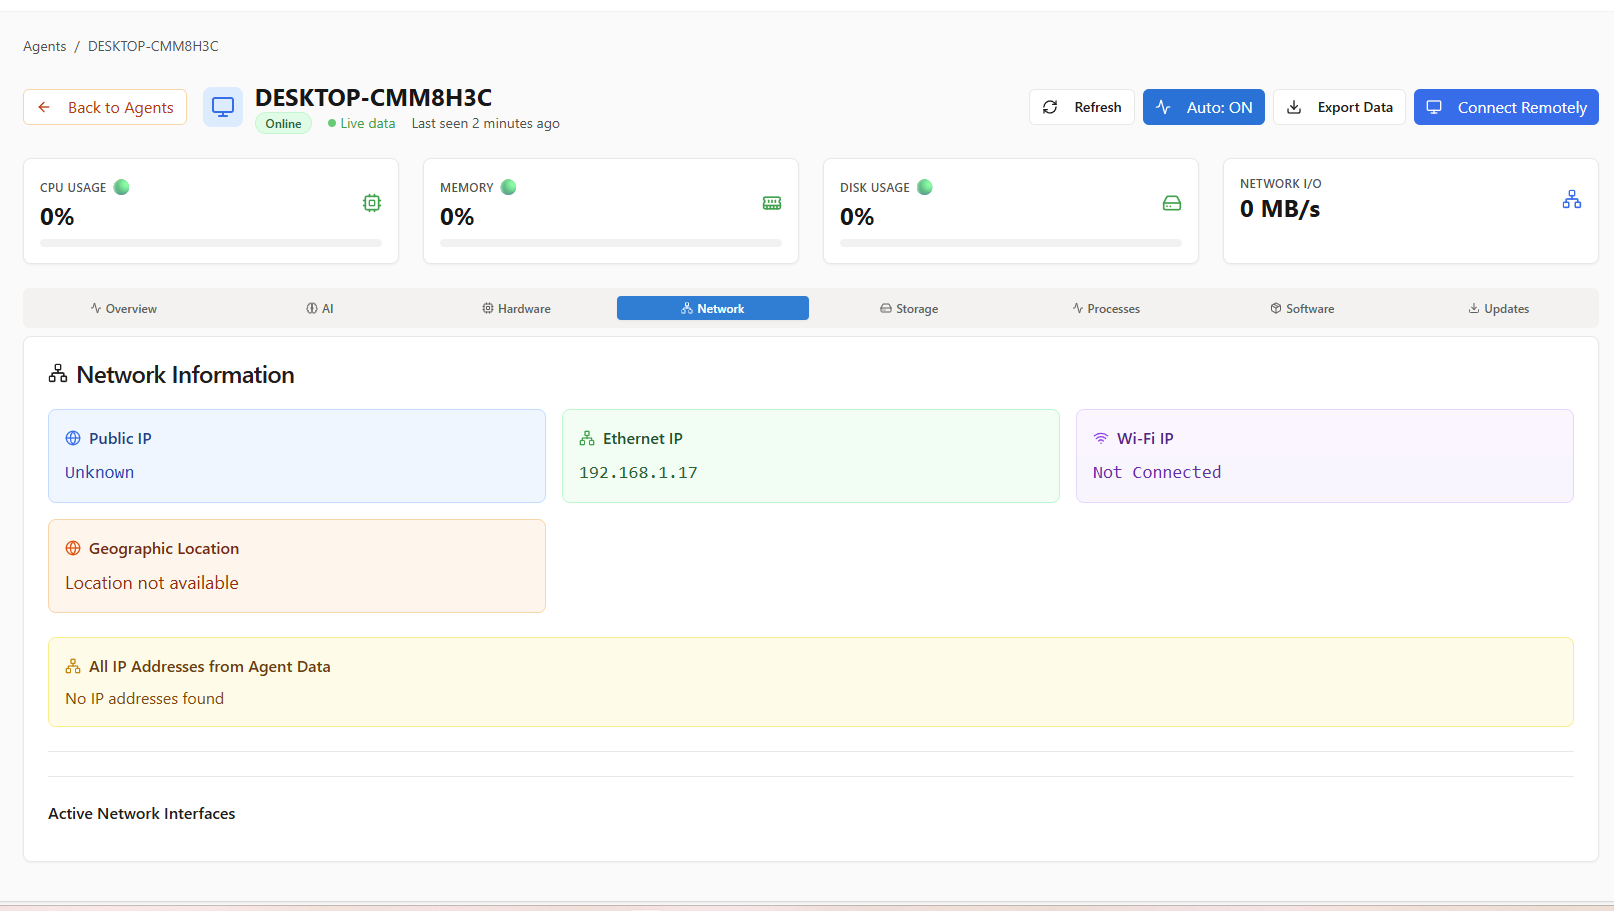 Agents / DESKTOP-CMM8H3C
Back to Agents
DESKTOP-CMM8H3C
Online Live data Last seen 2 minutes ago
Refresh
Auto: ON
Export Data
Connect Remotely
CPU USAGE
0%
MEMORY
0%
DISK USAGE
0%
NETWORK I/O
0 MB/s
Overview
AI
Hardware
Network
Storage
Processes
Software
Updates
Network Information
Public IP
Unknown
Ethernet IP
192.168.1.17
Wi-Fi IP
Not Connected
Geographic Location
Location not available
All IP Addresses from Agent Data
No IP addresses found
Active Network Interfaces